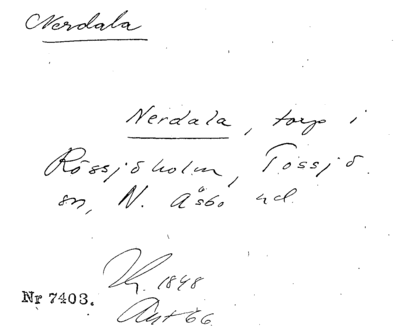 Nerdala
Nerdala, torp i
Rössjöholm, Tossjö
sn, N. Åsbo hd.
1848
Nr 7403.